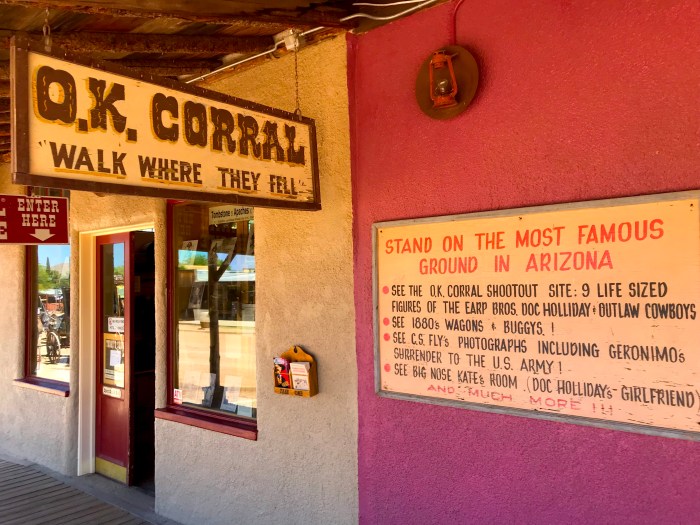 O.K. CORRAL
WALK WHERE THEY FELL
ENTER
HERE
Tombstone & Apaches
STAND ON THE MOST FAMOUS
GROUND IN ARIZONA
SEE THE O.K. CORRAL SHOOTOUT SITE: 9 LIFE SIZED
FIGURES OF THE EARP BROS, DOC HOLLIDAY & OUTLAW COWBOYS
SEE 1880s WAGONS & BUGGYS. !
SEE C.S. FLY'S PHOTOGRAPHS INCLUDING GERONIMO'S
SURRENDER TO THE U.S. ARMY !
SEE BIG NOSE KATE'S ROOM (DOC HOLLIDAY'S GIRLFRIEND)
AND MUCH MORE !!!